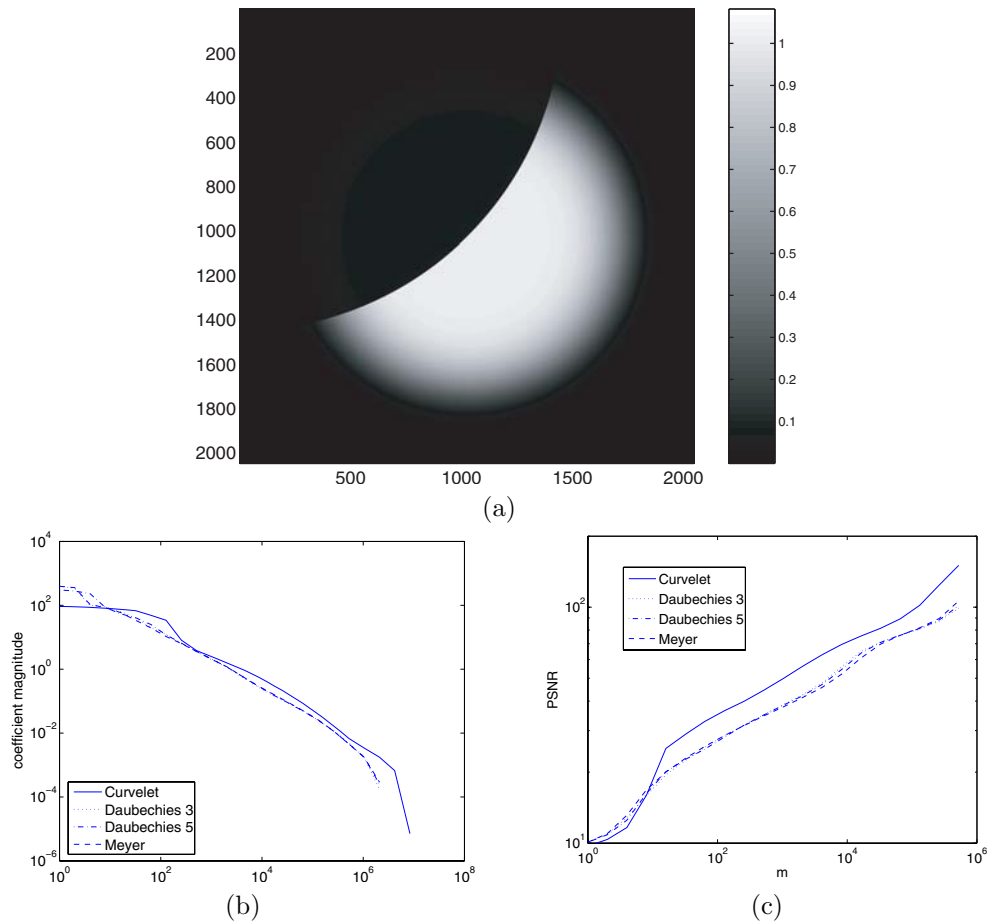 200
400
600
800
1000
1200
1400
1600
1800
2000
500 1000 1500 2000
1
0.9
0.8
0.7
0.6
0.5
0.4
0.3
0.2
0.1
(a)
coefficient magnitude
10^4
10^2
10^0
10^-2
10^-4
10^-6
Curvelet
Daubechies 3
Daubechies 5
Meyer
10^0 10^2 10^4 10^6 10^8
(b)
PSNR
10^2
10^1
Curvelet
Daubechies 3
Daubechies 5
Meyer
10^0 10^2 10^4 10^6
m
(c)